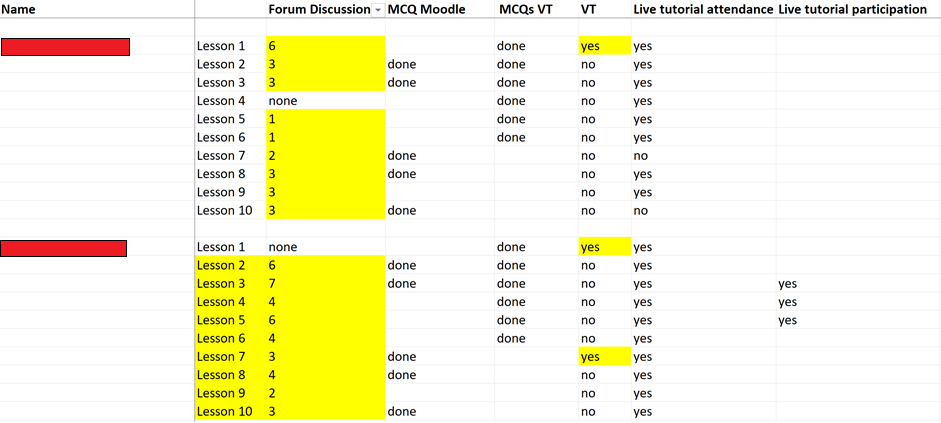 Name Forum Discussion MCQ Moodle MCQs VT VT Live tutorial attendance Live tutorial participation
Lesson 1 6 done yes yes
Lesson 2 3 done done no yes
Lesson 3 3 done done no yes
Lesson 4 none done no yes
Lesson 5 1 done no yes
Lesson 6 1 done no yes
Lesson 7 2 done no no
Lesson 8 3 done no yes
Lesson 9 3 no yes
Lesson 10 3 done no no
Lesson 1 none done yes yes
Lesson 2 6 done done no yes
Lesson 3 7 done done no yes yes
Lesson 4 4 done no yes yes
Lesson 5 6 done no yes yes
Lesson 6 4 done no yes
Lesson 7 3 done yes yes
Lesson 8 4 done no yes
Lesson 9 2 no yes
Lesson 10 3 done no yes